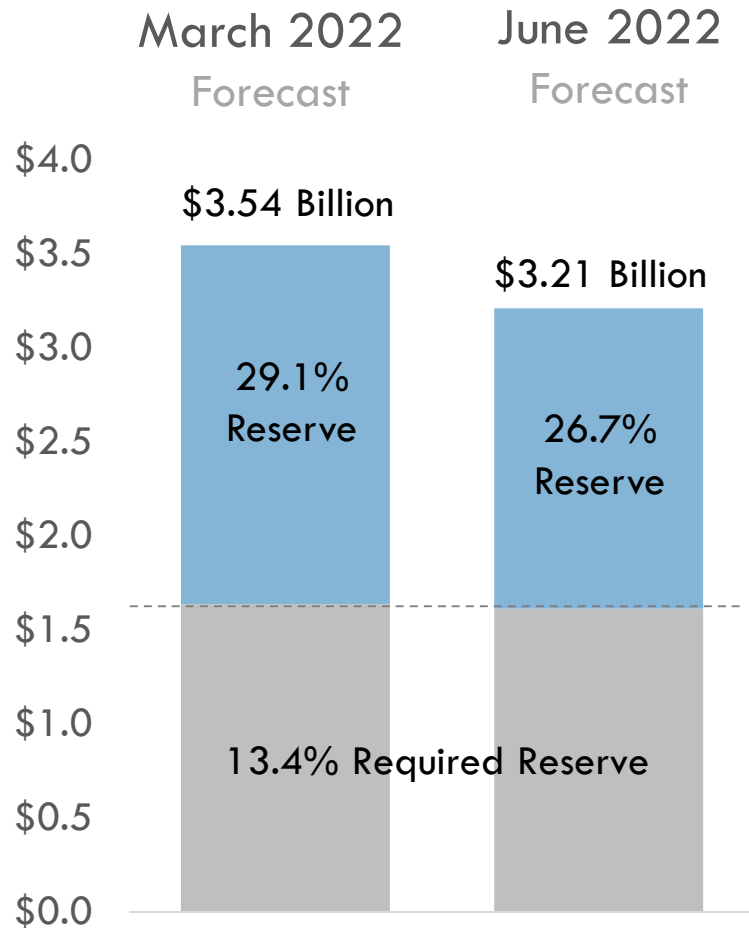 March 2022
Forecast
June 2022
Forecast
$4.0
$3.5
$3.0
$2.5
$2.0
$1.5
$1.0
$0.5
$0.0
$3.54 Billion
29.1%
Reserve
$3.21 Billion
26.7%
Reserve
13.4% Required Reserve